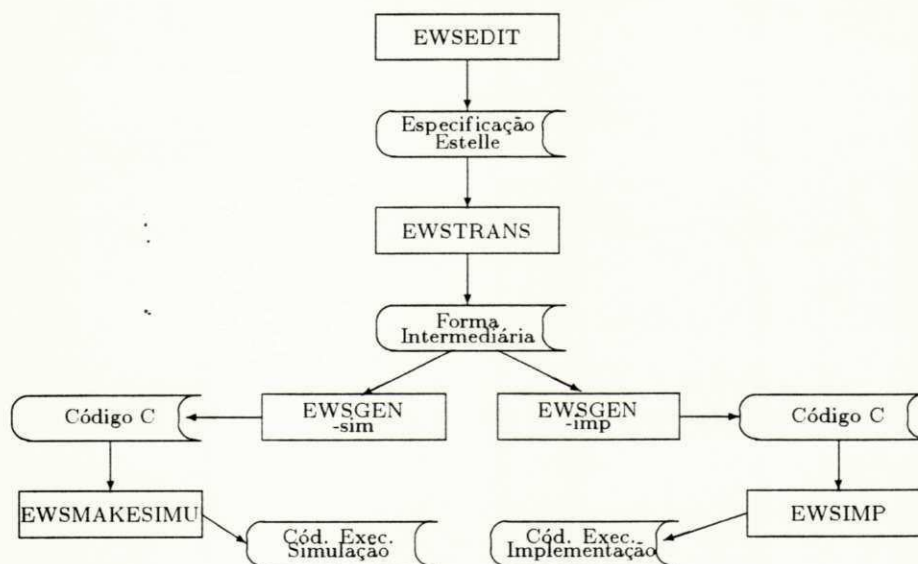 EWSEDIT
Especificação
Estelle
EWSTRANS
Forma
Intermediária
Código C
EWSGEN
-sim
EWSGEN
-imp
Código C
EWSMAKESIMU
Cód. Exec.
Simulação
Cód. Exec.
Implementação
EWSIMP